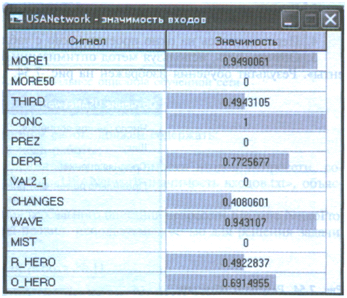 USANetwork - значимость входов
Сигнал Значимость
MORE1 0.9490061
MORE50 0
THIRD 0.4943105
CONC 1
PREZ 0
DEPR 0.7725677
VAL2_1 0
CHANGES 0.4080601
WAVE 0.943107
MIST 0
R_HERO 0.4922837
O_HERO 0.6914955